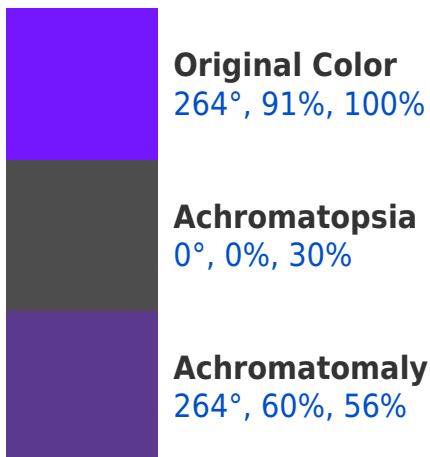 Original Color
264°, 91%, 100%
Achromatopsia
0°, 0%, 30%
Achromatomaly
264°, 60%, 56%